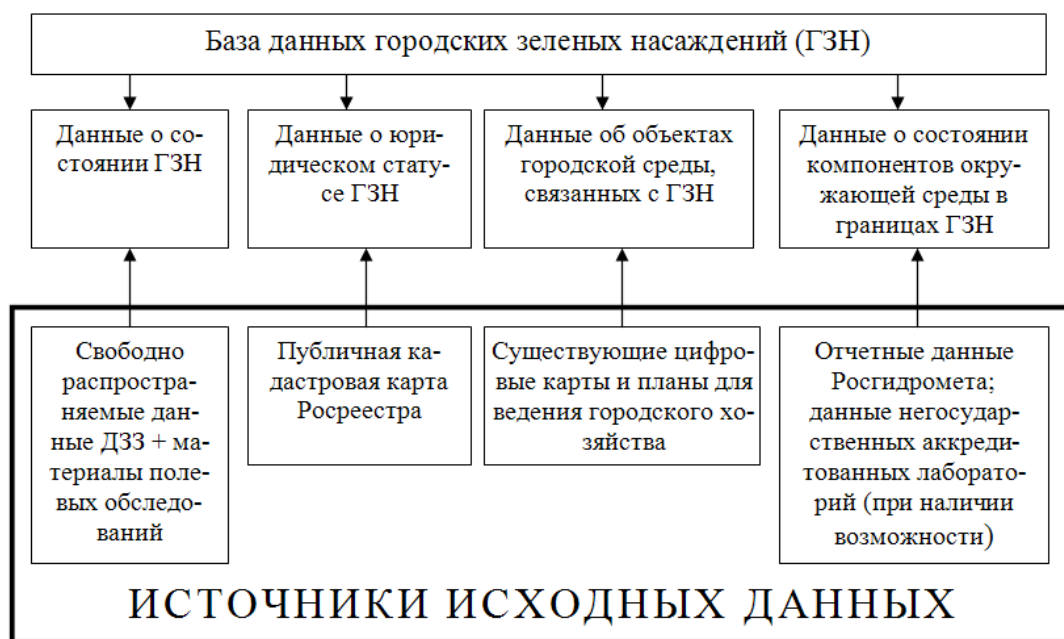 База данных городских зеленых насаждений (ГЗН)
Данные о со-
стоянии ГЗН
Данные о юри-
дическом стату-
се ГЗН
Данные об объектах
городской среды,
связанных с ГЗН
Данные о состоянии
компонентов окру-
жающей среды в
границах ГЗН
Свободно
распростра-
няемые дан-
ные ДЗЗ + ма-
териалы поле-
вых обследо-
ваний
Публичная ка-
дастровая карта
Росреестра
Существующие цифро-
вые карты и планы для
ведения городского хо-
зяйства
Отчетные данные
Росгидромета;
данные негосудар-
ственных аккреди-
тованных лаборато-
рий (при наличии
возможности)
ИСТОЧНИКИ ИСХОДНЫХ ДАННЫХ